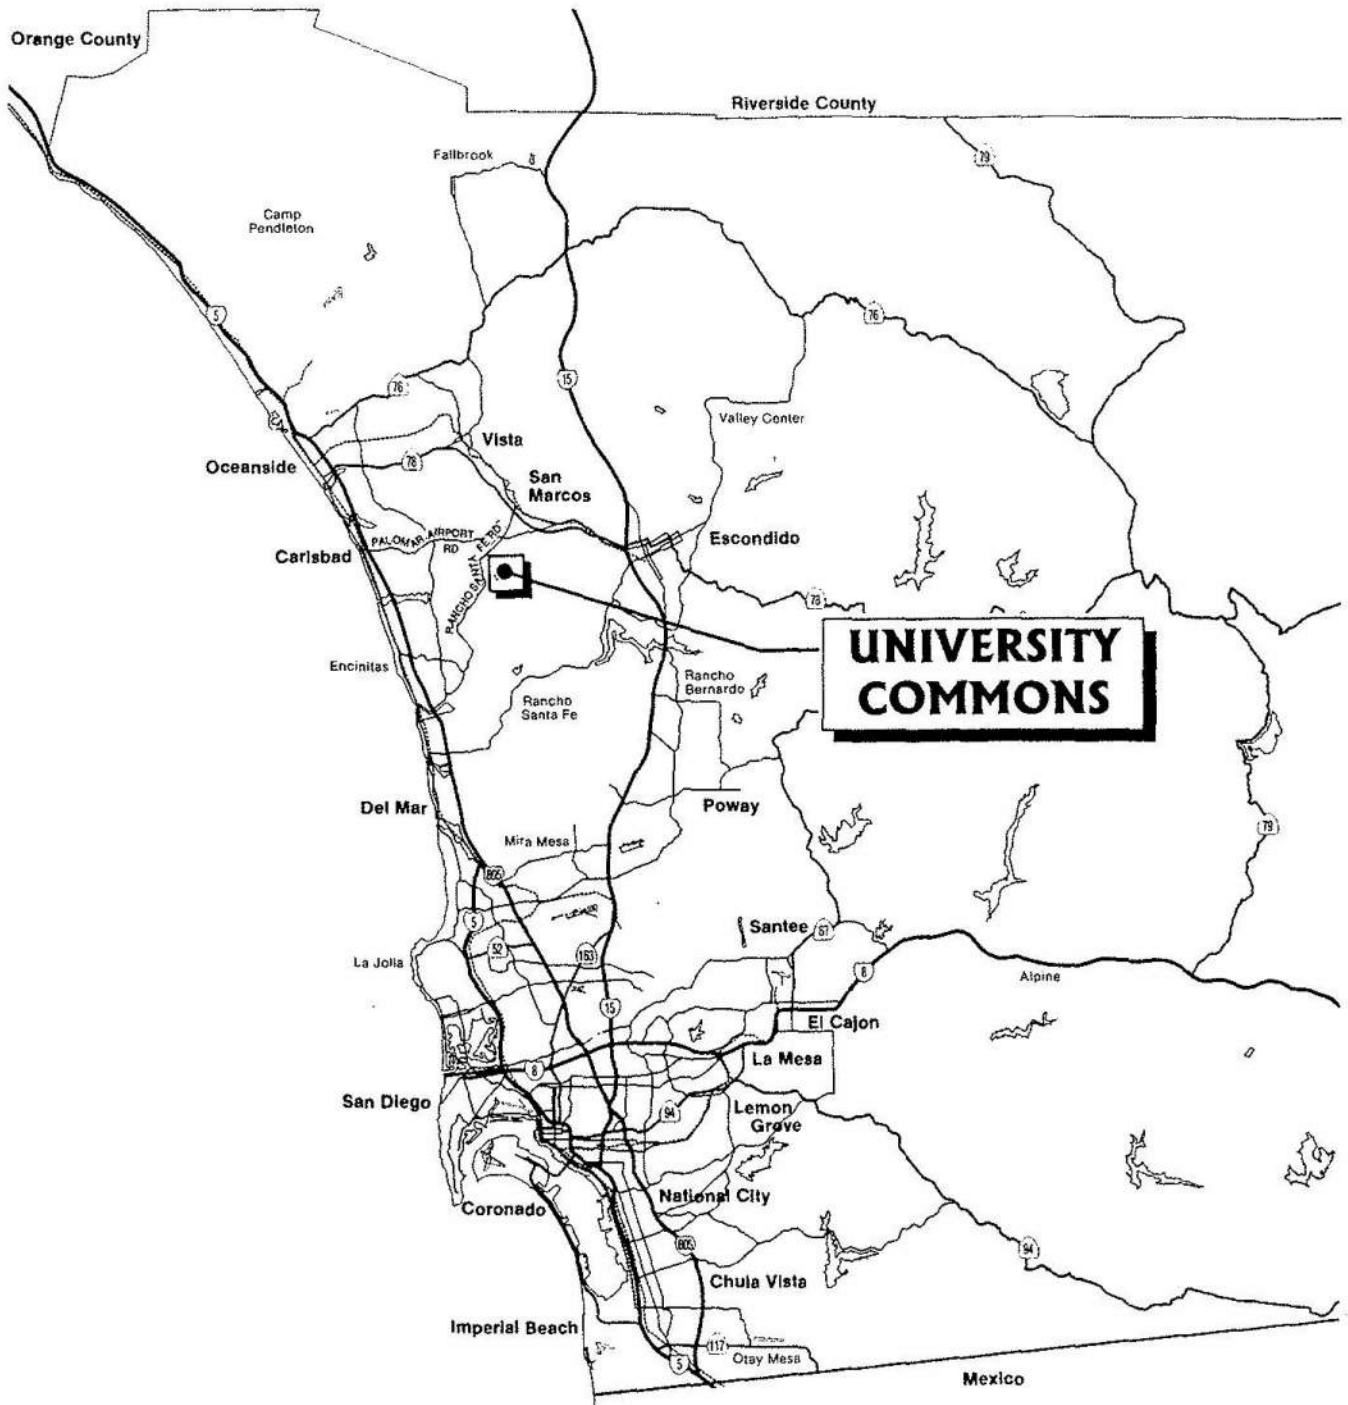 Orange County
Riverside County
79
Fallbrook
Camp
Pendleton
5
76
15
76
Valley Center
Vista
Oceanside
78
San
Marcos
PALOMAR AIRPORT
RD
RANCHO SANTA FE RD
Escondido
Carlsbad
78
UNIVERSITY
COMMONS
Encinitas
Rancho
Bernardo
Rancho
Santa Fe
Del Mar
Poway
79
Mira Mesa
805
5
Santee
67
52
163
La Jolla
8
Alpine
15
El Cajon
La Mesa
8
San Diego
94
Lemon
Grove
National City
Coronado
805
94
Chula Vista
Imperial Beach
117
Otay Mesa
5
Mexico